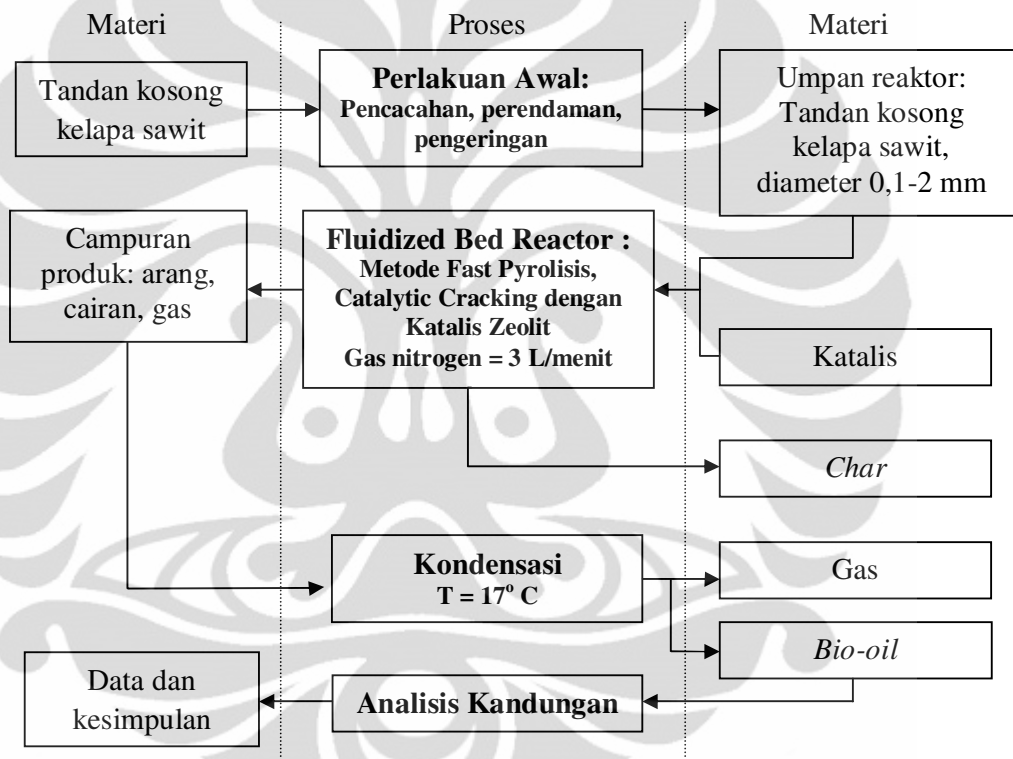 Materi
Proses
Materi
Tandan kosong
kelapa sawit
Perlakuan Awal:
Pencacahan, perendaman,
pengeringan
Umpan reaktor:
Tandan kosong
kelapa sawit,
diameter 0,1-2 mm
Campuran
produk: arang,
cairan, gas
Fluidized Bed Reactor :
Metode Fast Pyrolisis,
Catalytic Cracking dengan
Katalis Zeolit
Gas nitrogen = 3 L/menit
Katalis
Char
Kondensasi
T = 17° C
Gas
Bio-oil
Data dan
kesimpulan
Analisis Kandungan